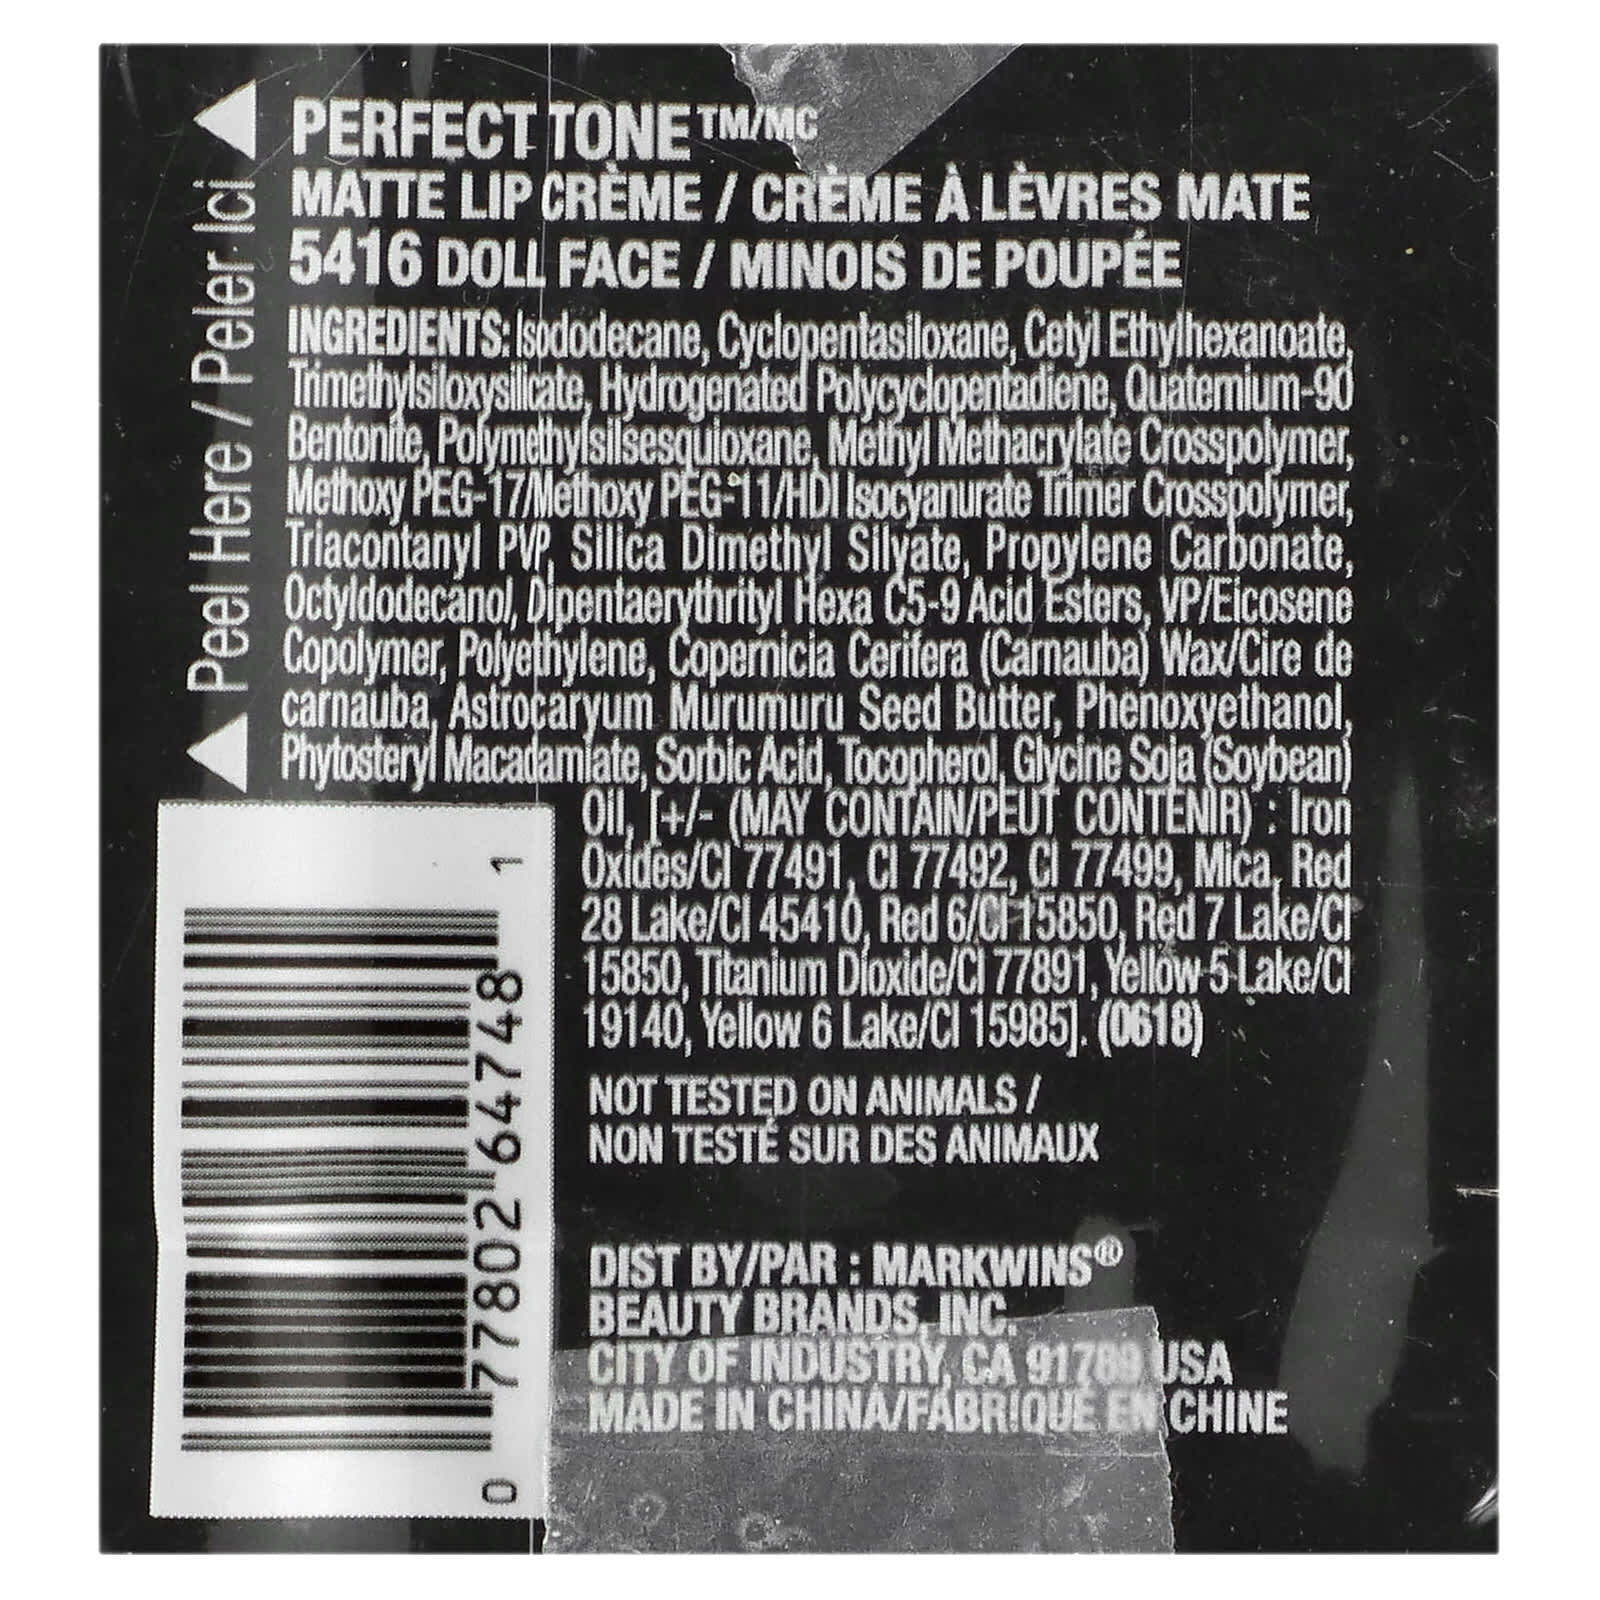 PERFECT TONE™/MC
MATTE LIP CRÈME / CRÈME À LÈVRES MATE
5416 DOLL FACE / MINOIS DE POUPÉE
INGREDIENTS: Isododecane, Cyclopentasiloxane, Cetyl Ethylhexanoate,
Trimethylsiloxysilicate, Hydrogenated Polycyclopentadiene, Quaternium-90
Bentonite, Polymethylsilsesquioxane, Methyl Methacrylate Crosspolymer,
Methoxy PEG-17/Methoxy PEG-11/HDI Isocyanurate Trimer Crosspolymer,
Triacontanyl PVP, Silica Dimethyl Silyate, Propylene Carbonate,
Octyldodecanol, Dipentaerythrityl Hexa C5-9 Acid Esters, VP/Eicosene
Copolymer, Polyethylene, Copernicia Cerifera (Carnauba) Wax/Cire de
carnauba, Astrocaryum Murumuru Seed Butter, Phenoxyethanol,
Phytosteryl Macadamiate, Sorbic Acid, Tocopherol, Glycine Soja (Soybean)
Oil, [+/- (MAY CONTAIN/PEUT CONTENIR) : Iron
Oxides/CI 77491, CI 77492, CI 77499, Mica, Red
28 Lake/CI 45410, Red 6/CI 15850, Red 7 Lake/CI
15850, Titanium Dioxide/CI 77891, Yellow 5 Lake/CI
19140, Yellow 6 Lake/CI 15985]. (0618)
NOT TESTED ON ANIMALS /
NON TESTÉ SUR DES ANIMAUX
DIST BY/PAR : MARKWINS®
BEAUTY BRANDS, INC.
CITY OF INDUSTRY, CA 91789 USA
MADE IN CHINA/FABRIQUÉ EN CHINE
Peel Here / Peler Ici
0 77802 64748 1